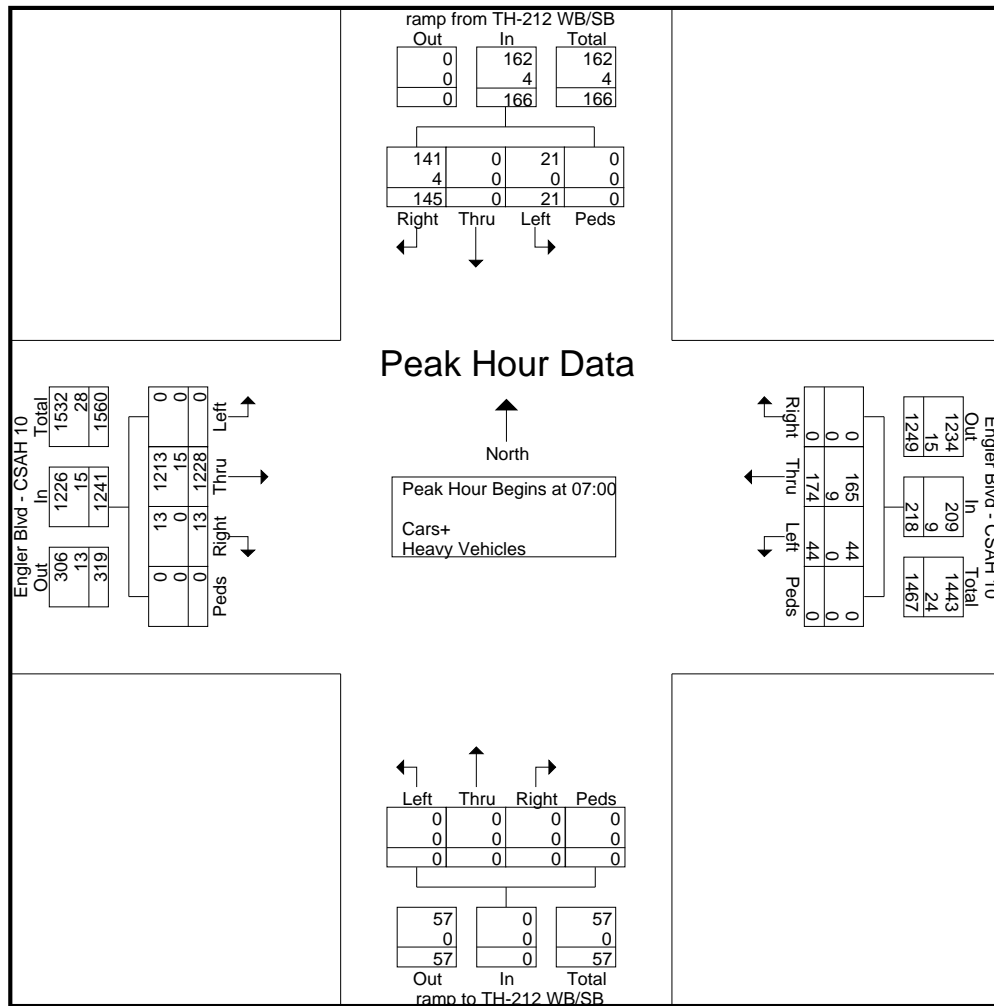 ramp from TH-212 WB/SB
Out In Total
0 162 162
0 4 4
0 166 166
141 0 21 0
4 0 0 0
145 0 21 0
Right Thru Left Peds
Peak Hour Data
North
Peak Hour Begins at 07:00
Cars+
Heavy Vehicles
Engler Blvd - CSAH 10
Out In Total
306 1226 1532
13 15 28
319 1241 1560
Peds Right Thru Left
0 13 1213 0
0 0 15 0
0 13 1228 0
Engler Blvd - CSAH 10
Out In Total
1234 209 1443
15 9 24
1249 218 1467
0 165 44 0
0 9 0 0
0 174 44 0
Right Thru Left Peds
Left Thru Right Peds
0 0 0 0
0 0 0 0
0 0 0 0
57 0 57
0 0 0
57 0 57
Out In Total
ramp to TH-212 WB/SB